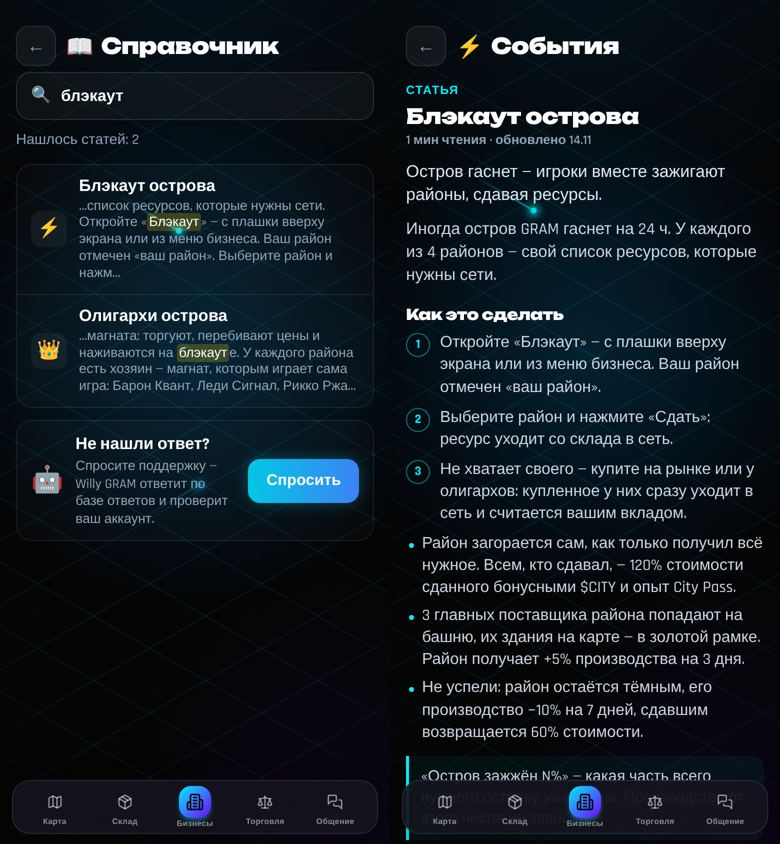 Справочник
блэкаут
Нашлось статей: 2
Блэкаут острова
...список ресурсов, которые нужны сети.
Откройте «Блэкаут» – с плашки вверху
экрана или из меню бизнеса. Ваш район
отмечен «ваш район». Выберите район и
нажм...
Олигархи острова
...магната: торгуют, перебивают цены и
наживаются на блэкауте. У каждого района
есть хозяин – магнат, которым играет сама
игра: Барон Квант, Леди Сигнал, Рикко Ржа...
Не нашли ответ?
Спросите поддержку –
Willy GRAM ответит по
базе ответов и проверит
ваш аккаунт.
Спросить
Карта
Склад
Бизнесы
Торговля
Общение
События
СТАТЬЯ
Блэкаут острова
1 мин чтения · обновлено 14.11
Остров гаснет – игроки вместе зажигают
районы, сдавая ресурсы.
Иногда остров GRAM гаснет на 24 ч. У каждого
из 4 районов – свой список ресурсов, которые
нужны сети.
Как это сделать
1 Откройте «Блэкаут» – с плашки вверху
экрана или из меню бизнеса. Ваш район
отмечен «ваш район».
2 Выберите район и нажмите «Сдать»:
ресурс уходит со склада в сеть.
3 Не хватает своего – купите на рынке или у
олигархов: купленное у них сразу уходит в
сеть и считается вашим вкладом.
• Район загорается сам, как только получил всё
нужное. Всем, кто сдавал, – 120% стоимости
сданного бонусными $CITY и опыт City Pass.
• 3 главных поставщика района попадают на
башню, их здания на карте – в золотой рамке.
Район получает +5% производства на 3 дня.
• Не успели: район остаётся тёмным, его
производство −10% на 7 дней, сдавшим
возвращается 60% стоимости.
«Остров зажжён N%» – какая часть всего
Карта
Склад
Бизнесы
Торговля
Общение